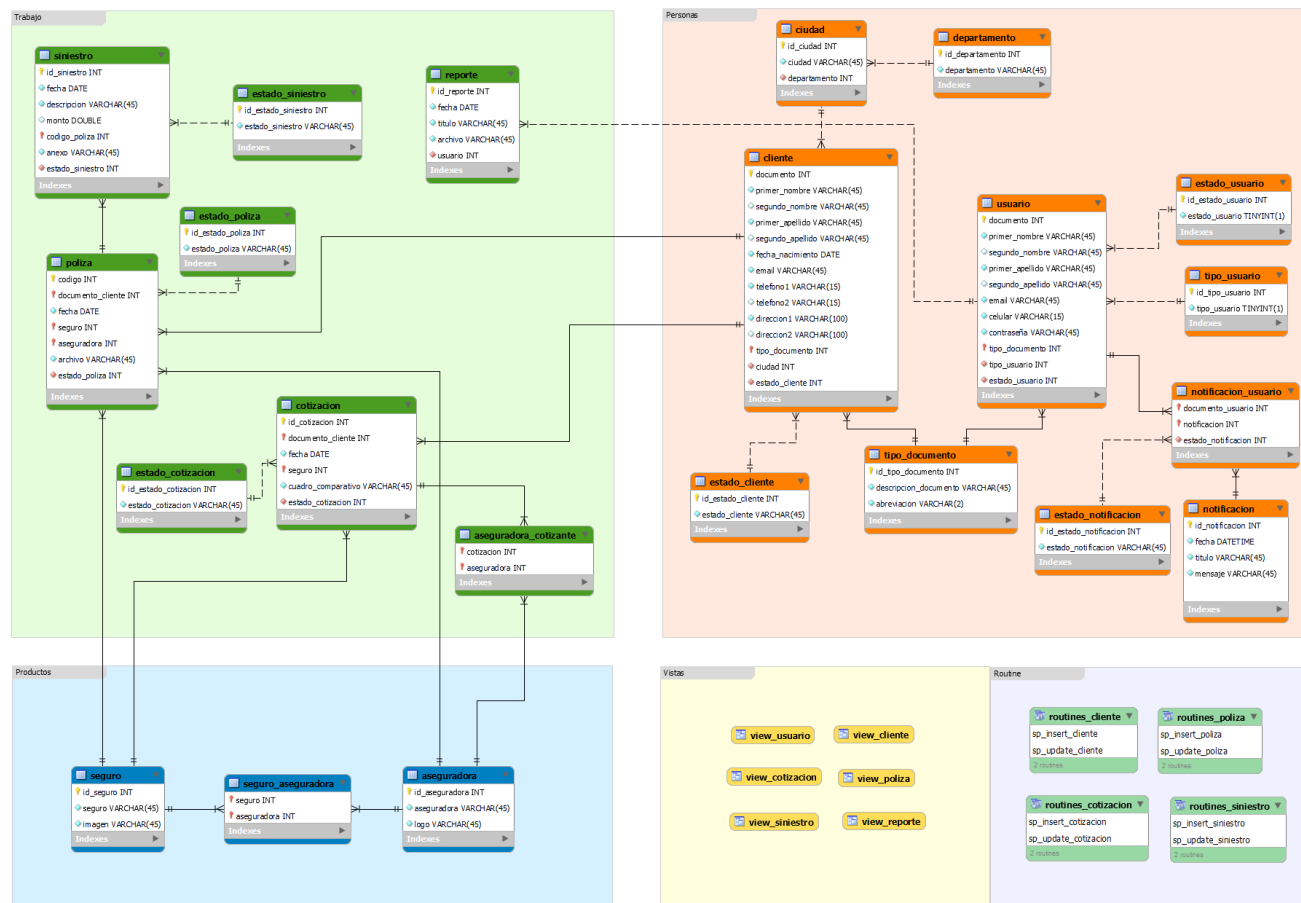 Trabajo
siniestro
id_siniestro INT
fecha DATE
descripcion VARCHAR(45)
monto DOUBLE
codigo_poliza INT
anexo VARCHAR(45)
estado_siniestro INT
Indexes
estado_siniestro
id_estado_siniestro INT
estado_siniestro VARCHAR(45)
Indexes
reporte
id_reporte INT
fecha DATE
titulo VARCHAR(45)
archivo VARCHAR(45)
usuario INT
Indexes
estado_poliza
id_estado_poliza INT
estado_poliza VARCHAR(45)
Indexes
poliza
codigo INT
documento_cliente INT
fecha DATE
seguro INT
aseguradora INT
archivo VARCHAR(45)
estado_poliza INT
Indexes
cotizacion
id_cotizacion INT
documento_cliente INT
fecha DATE
seguro INT
cuadro_comparativo VARCHAR(45)
estado_cotizacion INT
Indexes
estado_cotizacion
id_estado_cotizacion INT
estado_cotizacion VARCHAR(45)
Indexes
aseguradora_cotizante
cotizacion INT
aseguradora INT
Indexes
Personas
ciudad
id_ciudad INT
ciudad VARCHAR(45)
departamento INT
Indexes
departamento
id_departamento INT
departamento VARCHAR(45)
Indexes
cliente
documento INT
primer_nombre VARCHAR(45)
segundo_nombre VARCHAR(45)
primer_apellido VARCHAR(45)
segundo_apellido VARCHAR(45)
fecha_nacimiento DATE
email VARCHAR(45)
telefono1 VARCHAR(15)
telefono2 VARCHAR(15)
direccion1 VARCHAR(100)
direccion2 VARCHAR(100)
tipo_documento INT
ciudad INT
estado_cliente INT
Indexes
usuario
documento INT
primer_nombre VARCHAR(45)
segundo_nombre VARCHAR(45)
primer_apellido VARCHAR(45)
segundo_apellido VARCHAR(45)
email VARCHAR(45)
celular VARCHAR(15)
contraseña VARCHAR(45)
tipo_documento INT
tipo_usuario INT
estado_usuario INT
Indexes
estado_usuario
id_estado_usuario INT
estado_usuario TINYINT(1)
Indexes
tipo_usuario
id_tipo_usuario INT
tipo_usuario TINYINT(1)
Indexes
notificacion_usuario
documento_usuario INT
notificacion INT
estado_notificacion INT
Indexes
tipo_documento
id_tipo_documento INT
descripcion_documento VARCHAR(45)
abreviacion VARCHAR(2)
Indexes
estado_cliente
id_estado_cliente INT
estado_cliente VARCHAR(45)
Indexes
estado_notificacion
id_estado_notificacion INT
estado_notificacion VARCHAR(45)
Indexes
notificacion
id_notificacion INT
fecha DATETIME
titulo VARCHAR(45)
mensaje VARCHAR(45)
Indexes
Productos
seguro
id_seguro INT
seguro VARCHAR(45)
imagen VARCHAR(45)
Indexes
seguro_aseguradora
seguro INT
aseguradora INT
Indexes
aseguradora
id_aseguradora INT
aseguradora VARCHAR(45)
logo VARCHAR(45)
Indexes
Vistas
view_usuario
view_cliente
view_cotizacion
view_poliza
view_siniestro
view_reporte
Routine
routines_cliente
sp_insert_cliente
sp_update_cliente
2 routines
routines_poliza
sp_insert_poliza
sp_update_poliza
2 routines
routines_cotizacion
sp_insert_cotizacion
sp_update_cotizacion
2 routines
routines_siniestro
sp_insert_siniestro
sp_update_siniestro
2 routines